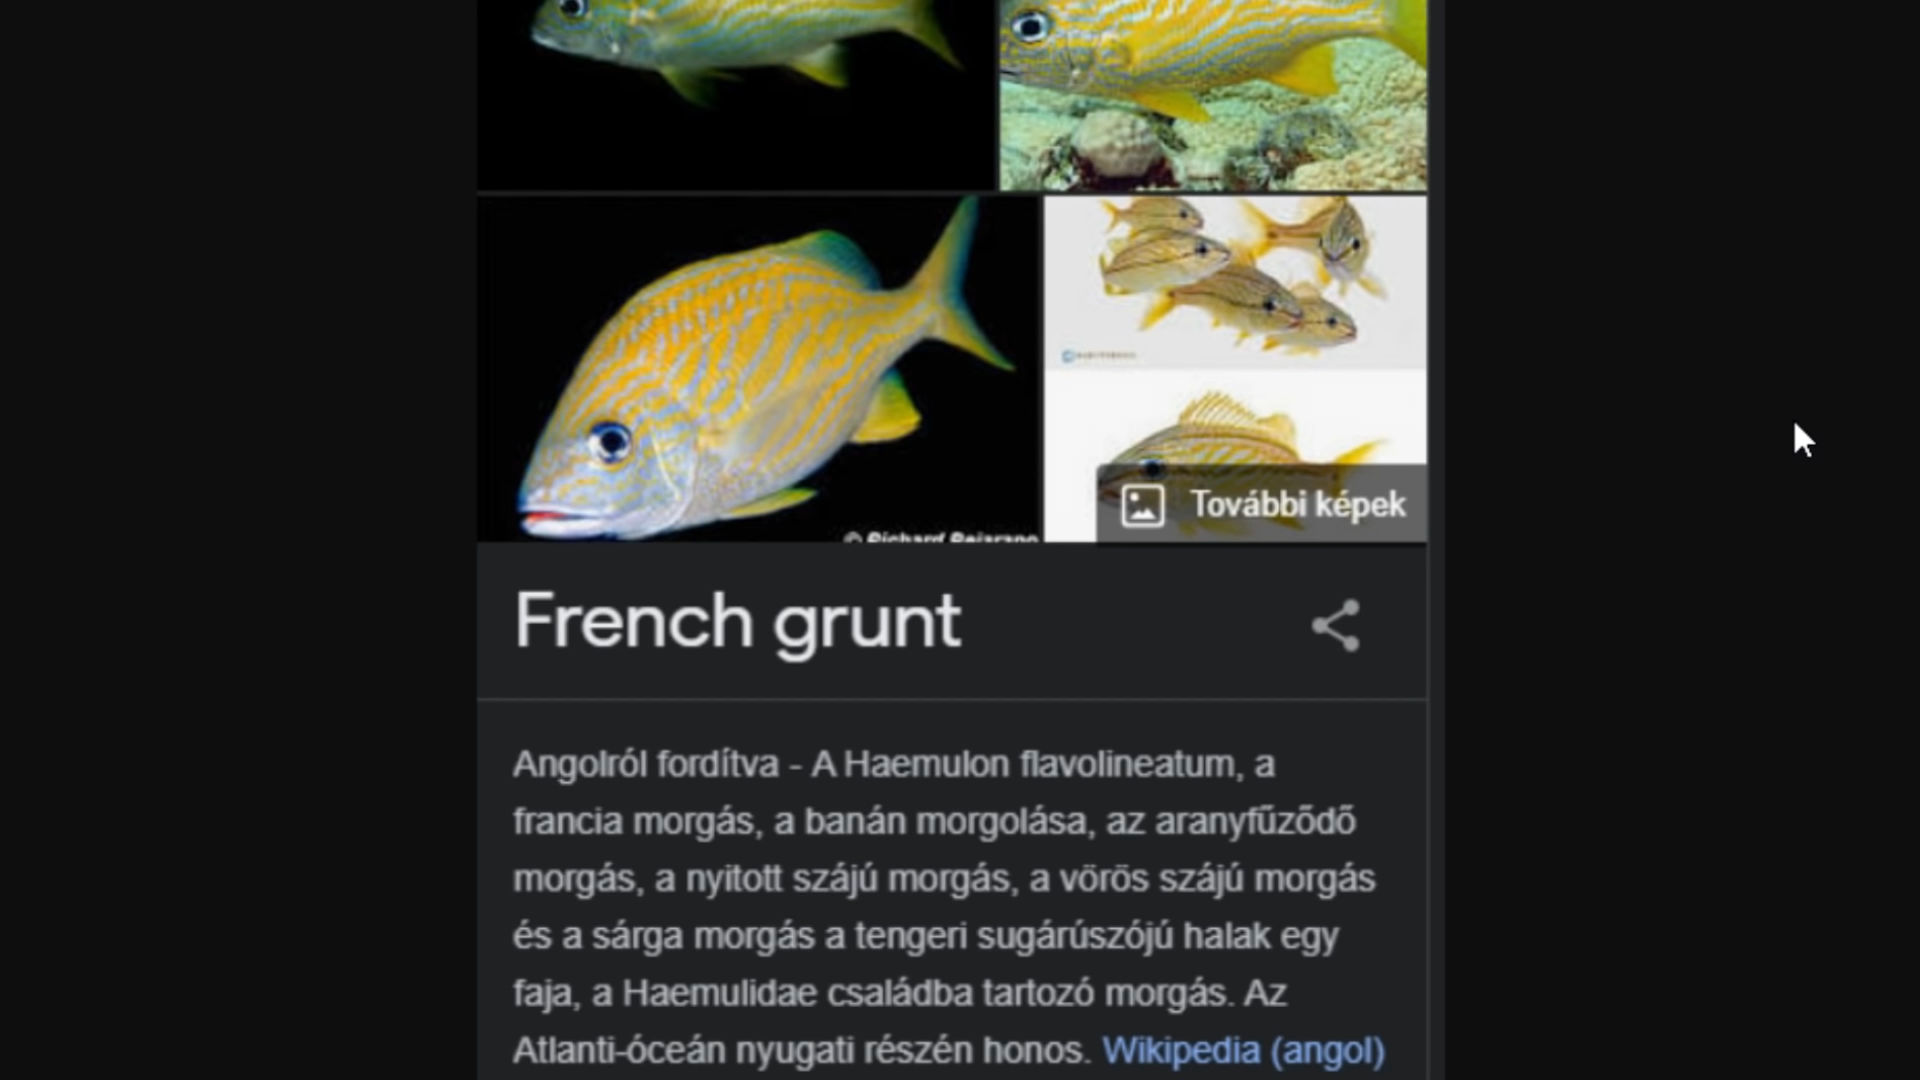 © Richard Bejarano
További képek
French grunt
Angolról fordítva - A Haemulon flavolineatum, a
francia morgás, a banán morgolása, az aranyfűződő
morgás, a nyitott szájú morgás, a vörös szájú morgás
és a sárga morgás a tengeri sugárúszójú halak egy
faja, a Haemulidae családba tartozó morgás. Az
Atlanti-óceán nyugati részén honos. Wikipedia (angol)